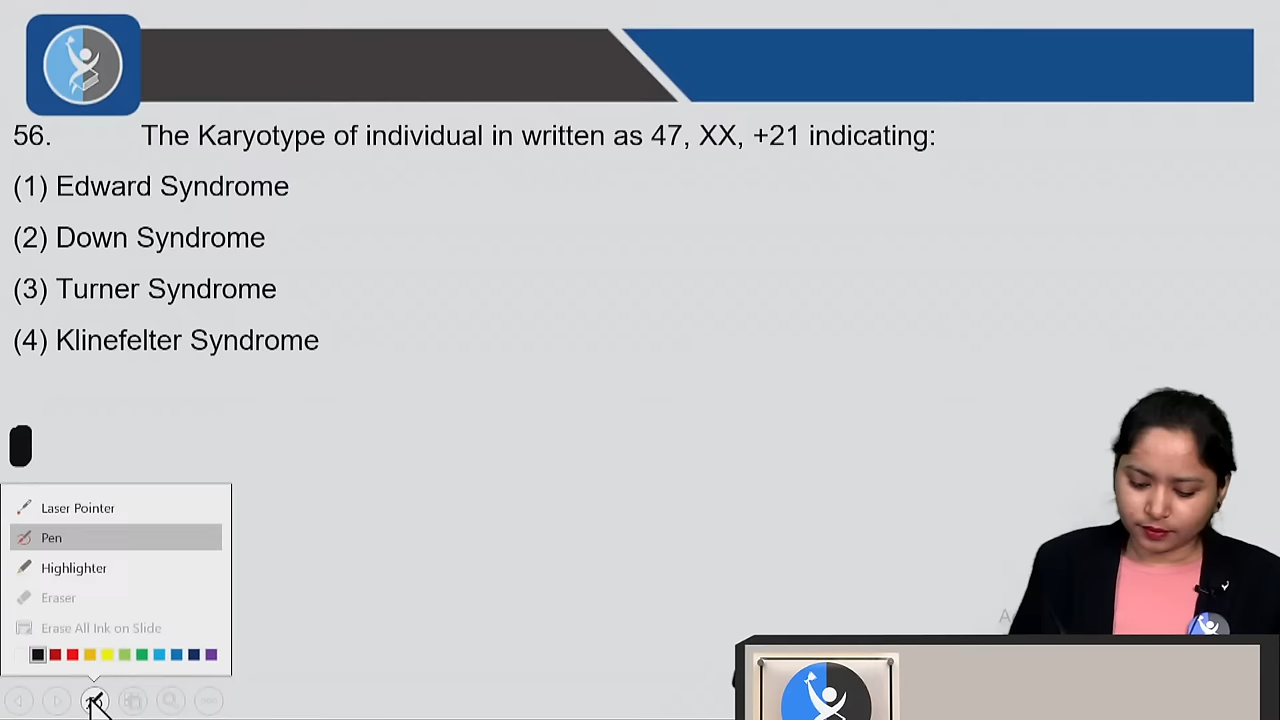 56. The Karyotype of individual in written as 47, XX, +21 indicating:
(1) Edward Syndrome
(2) Down Syndrome
(3) Turner Syndrome
(4) Klinefelter Syndrome
Laser Pointer
Pen
Highlighter
Eraser
Erase All Ink on Slide